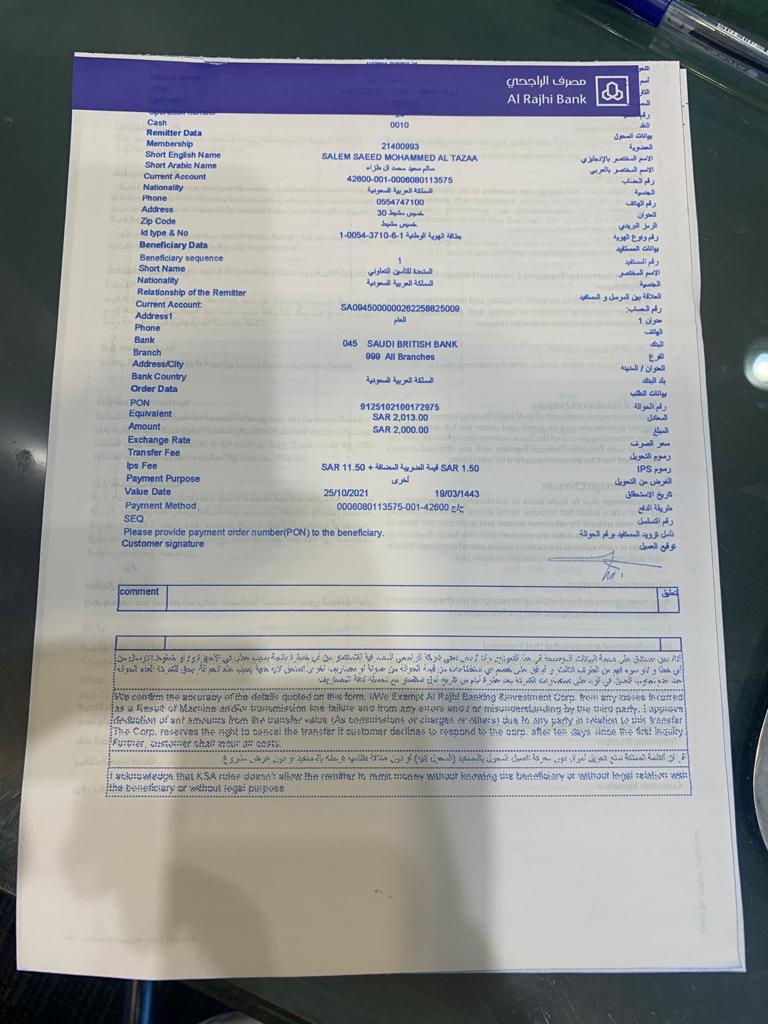 مصرف الراجحي
Al Rajhi Bank
Cash 0010 النقد
Remitter Data بيانات المحول
Membership 21400993 العضوية
Short English Name SALEM SAEED MOHAMMED AL TAZAA الاسم المختصر بالإنجليزي
Short Arabic Name سالم سعيد محمد ال طزاء الاسم المختصر بالعربي
Current Account 42600-001-0006080113575 رقم الحساب
Nationality المملكة العربية السعودية الجنسية
Phone 0554747100 رقم الهاتف
Address خميس مشيط 30 العنوان
Zip Code خميس مشيط الرمز البريدي
Id type & No بطاقة الهوية الوطنية 1-6-3710-0054-1 رقم ونوع الهوية
Beneficiary Data بيانات المستفيد
Beneficiary sequence 1 رقم المستفيد
Short Name المتحدة للتأمين التعاوني الاسم المختصر
Nationality المملكة العربية السعودية الجنسية
Relationship of the Remitter العلاقة بين المرسل و المستفيد
Current Account: SA0945000000262258825009 رقم الحساب:
Address1 العام عنوان 1
Phone الهاتف
Bank 045 SAUDI BRITISH BANK البنك
Branch 999 All Branches الفرع
Address/City العنوان / المدينه
Bank Country المملكة العربية السعودية بلد البنك
Order Data بيانات الطلب
PON 9125102100172975 رقم الحوالة
Equivalent SAR 2,013.00 المعادل
Amount SAR 2,000.00 المبلغ
Exchange Rate سعر الصرف
Transfer Fee رسوم التحويل
Ips Fee SAR 11.50 + قيمة الضريبة المضافة SAR 1.50 رسوم IPS
Payment Purpose أخرى الغرض من التحويل
Value Date 25/10/2021 19/03/1443 تاريخ الاستحقاق
Payment Method 0006080113575-001-42600 ح/ج طريقة الدفع
SEQ رقم التسلسل
Please provide payment order number(PON) to the beneficiary. نأمل تزويد المستفيد برقم الحوالة.
Customer signature توقيع العميل
comment تعليق
We confirm the accuracy of the details quoted on this form. I/We Exempt Al Rajhi Banking &Investment Corp. from any losses incurred
as a Result of Machine and/or transmission line failure and from any errors and / or misunderstanding by the third party. I approve
deduction of ant amounts from the transfer value (As commissions or charges or others) due to any party in relation to this transfer
The Corp. reserves the right to cancel the transfer if customer declines to respond to the corp. after ten days since the first inquiry.
Further, customer shall incur all costs.
I acknowledge that KSA rules doesn't allow the remitter to remit money without knowing the beneficiary or without legal relation with
the beneficiary or without legal purpose